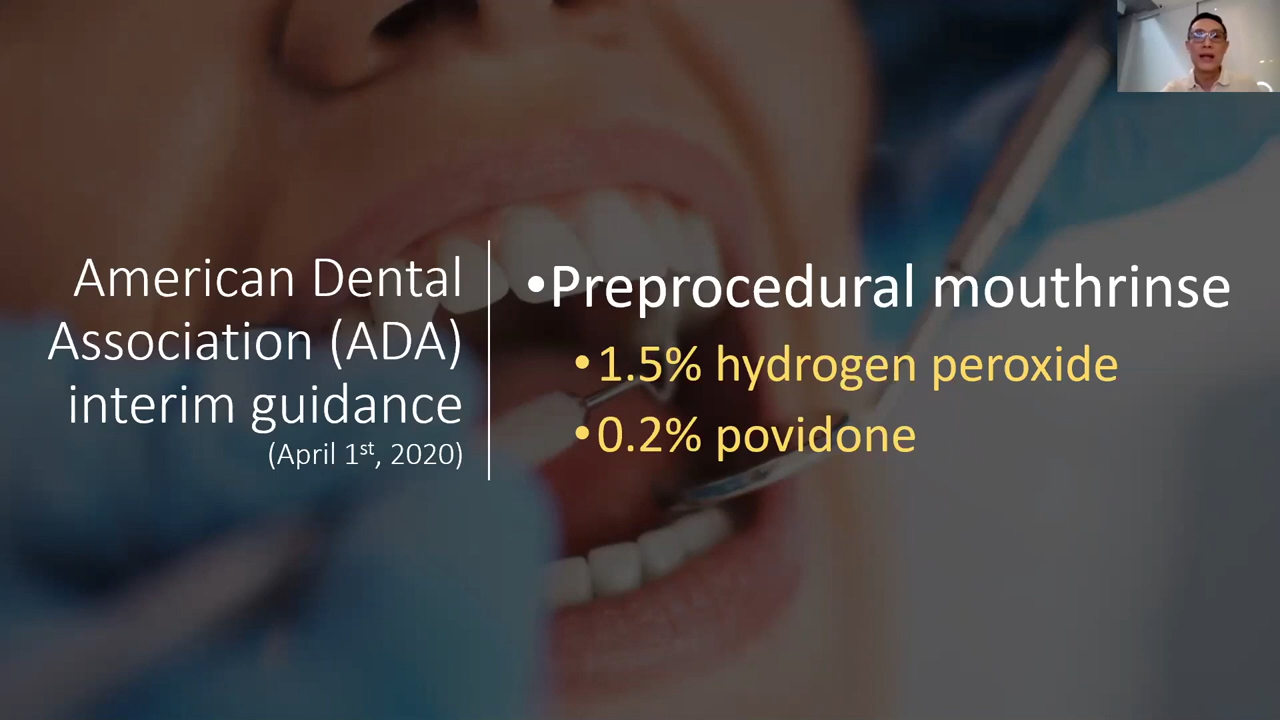 American Dental
Association (ADA)
interim guidance
(April 1st, 2020)
•Preprocedural mouthrinse
•1.5% hydrogen peroxide
•0.2% povidone